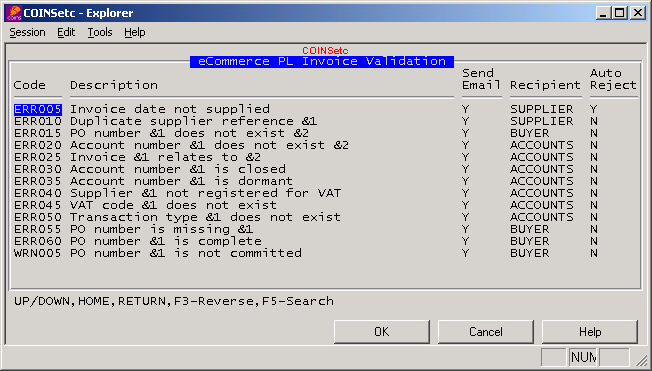 COINSetc - Explorer
Session Edit Tools Help
COINSetc
eCommerce PL Invoice Validation
Send Auto
Code Description Email Recipient Reject
ERR005 Invoice date not supplied Y SUPPLIER Y
ERR010 Duplicate supplier reference &1 Y SUPPLIER N
ERR015 PO number &1 does not exist &2 Y BUYER N
ERR020 Account number &1 does not exist &2 Y ACCOUNTS N
ERR025 Invoice &1 relates to &2 Y ACCOUNTS N
ERR030 Account number &1 is closed Y ACCOUNTS N
ERR035 Account number &1 is dormant Y ACCOUNTS N
ERR040 Supplier &1 not registered for VAT Y ACCOUNTS N
ERR045 VAT code &1 does not exist Y ACCOUNTS N
ERR050 Transaction type &1 does not exist Y ACCOUNTS N
ERR055 PO number is missing &1 Y BUYER N
ERR060 PO number &1 is complete Y BUYER N
WRN005 PO number &1 is not committed Y BUYER N
UP/DOWN,HOME,RETURN,F3-Reverse,F5-Search
OK Cancel Help
NUM